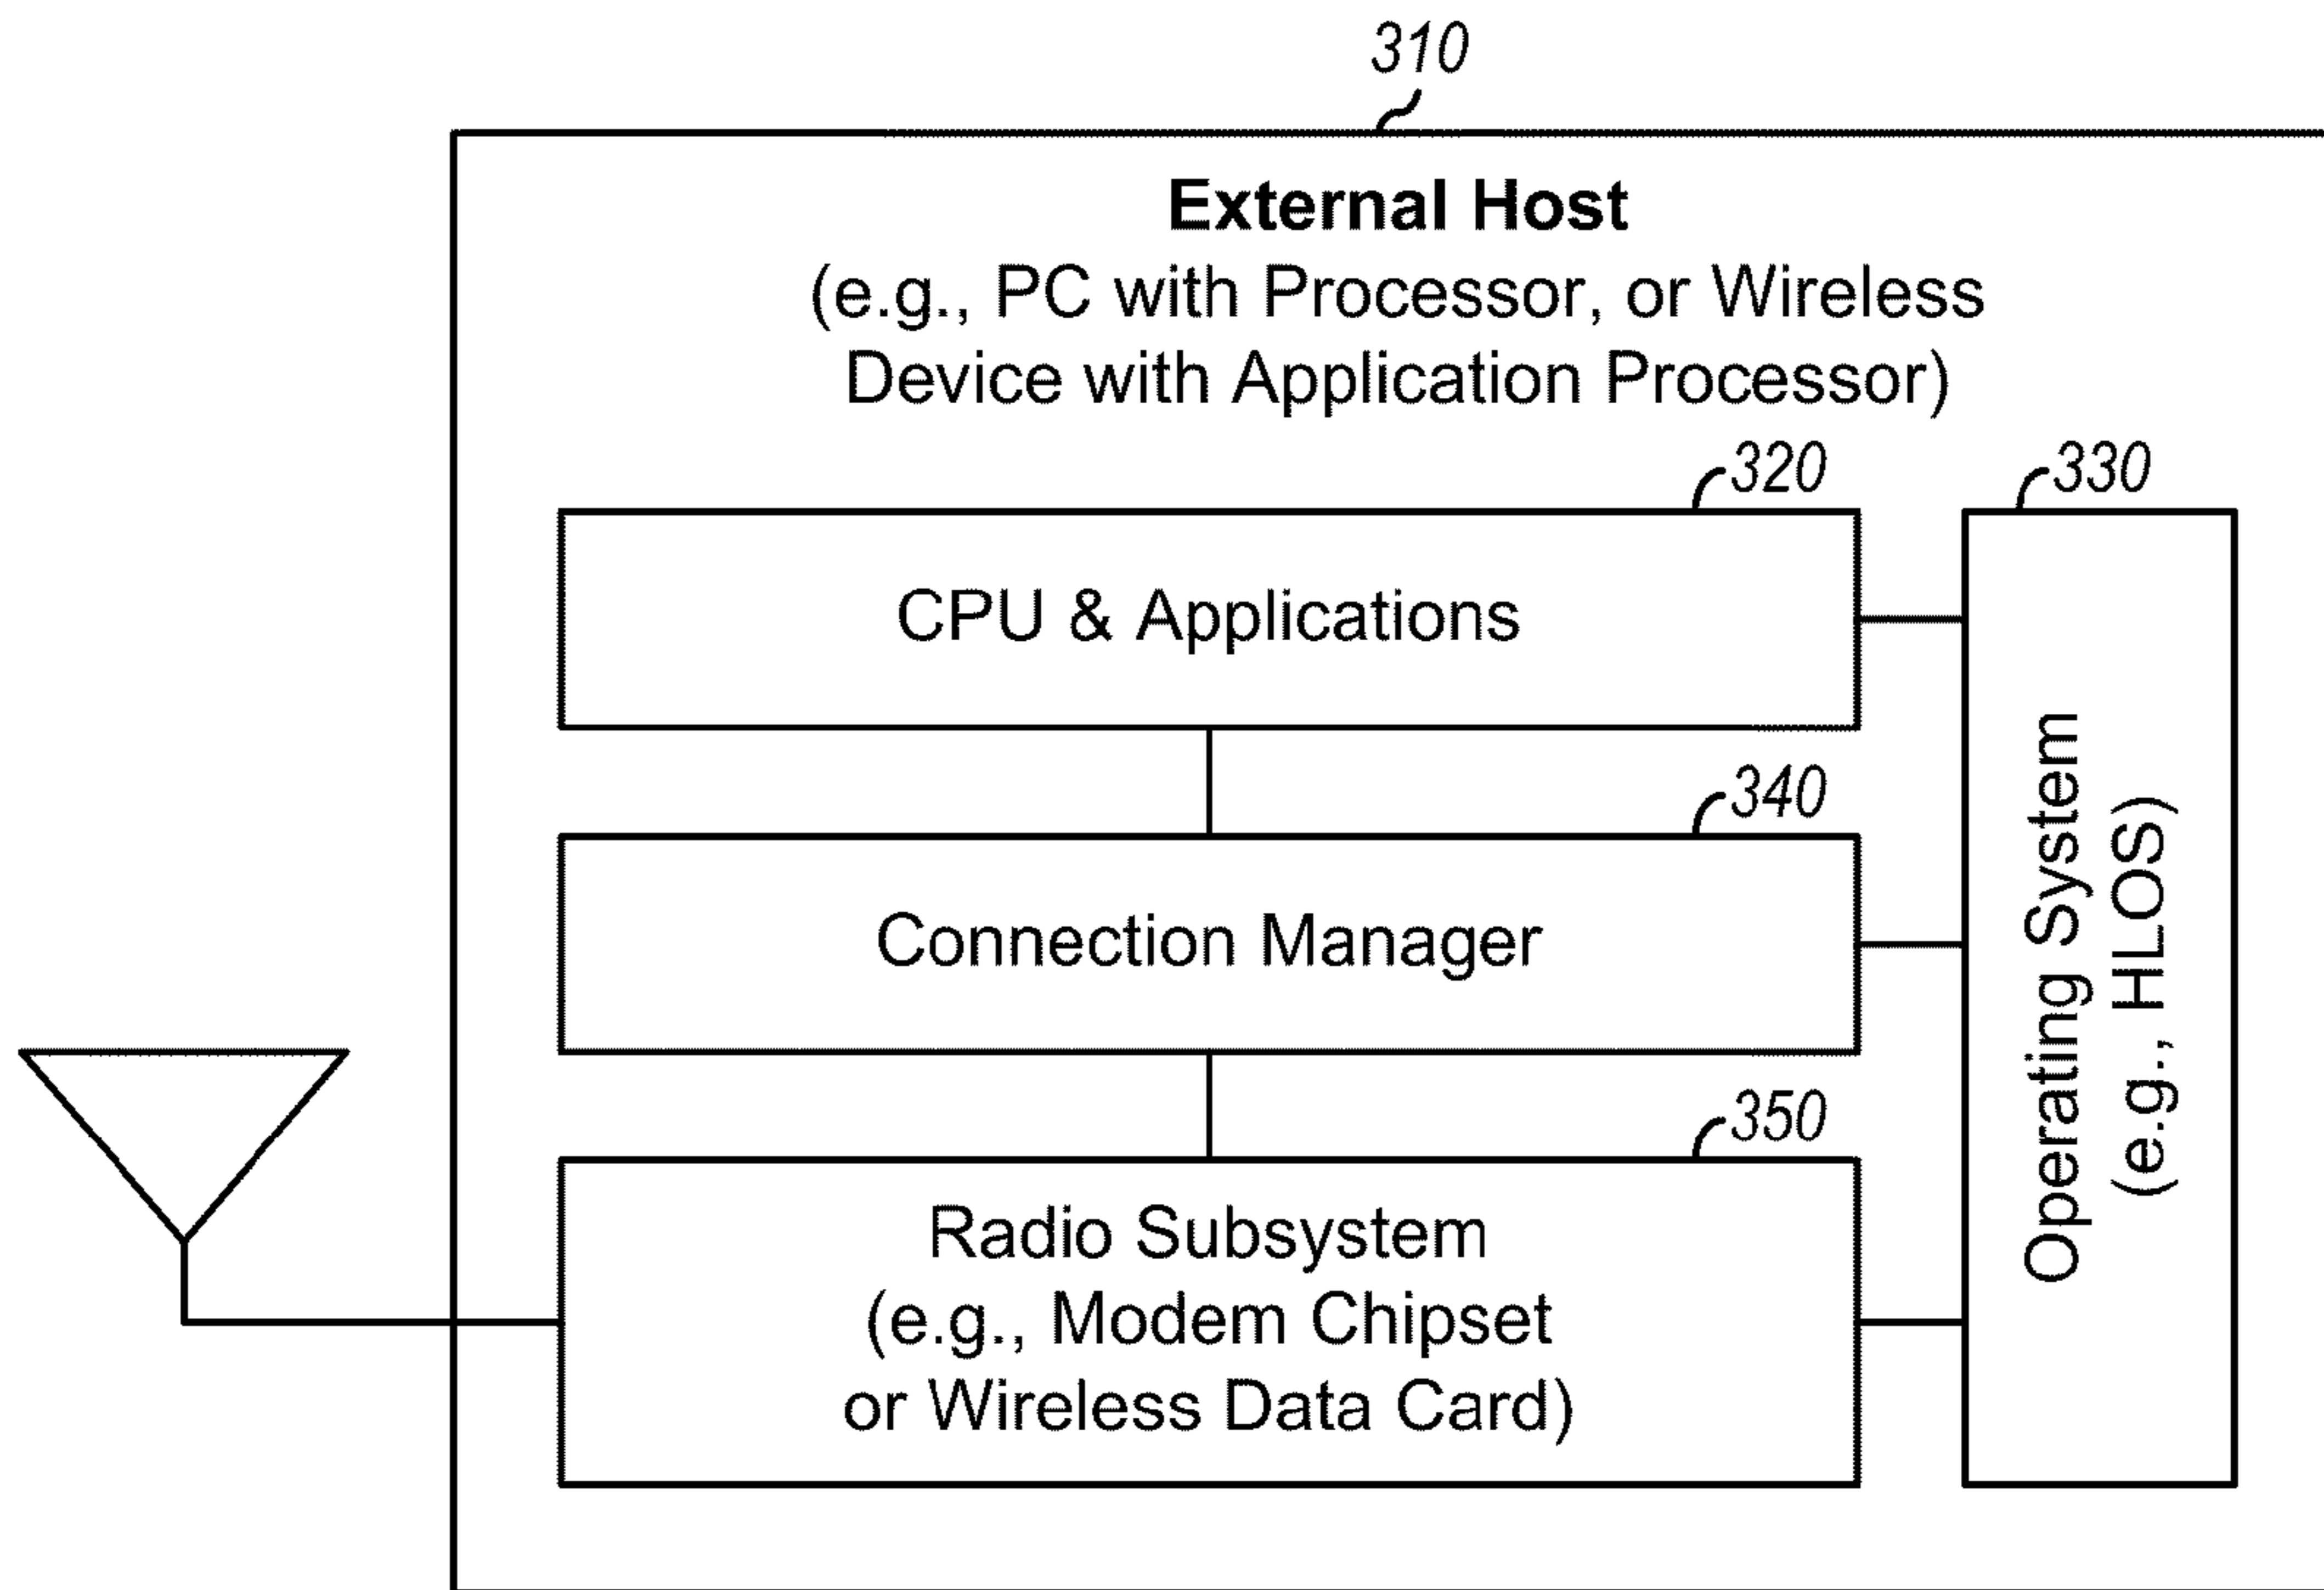 310
External Host
(e.g., PC with Processor, or Wireless
Device with Application Processor)
320
330
CPU & Applications
340
Connection Manager
350
Radio Subsystem
(e.g., Modem Chipset
or Wireless Data Card)
Operating System
(e.g., HLOS)